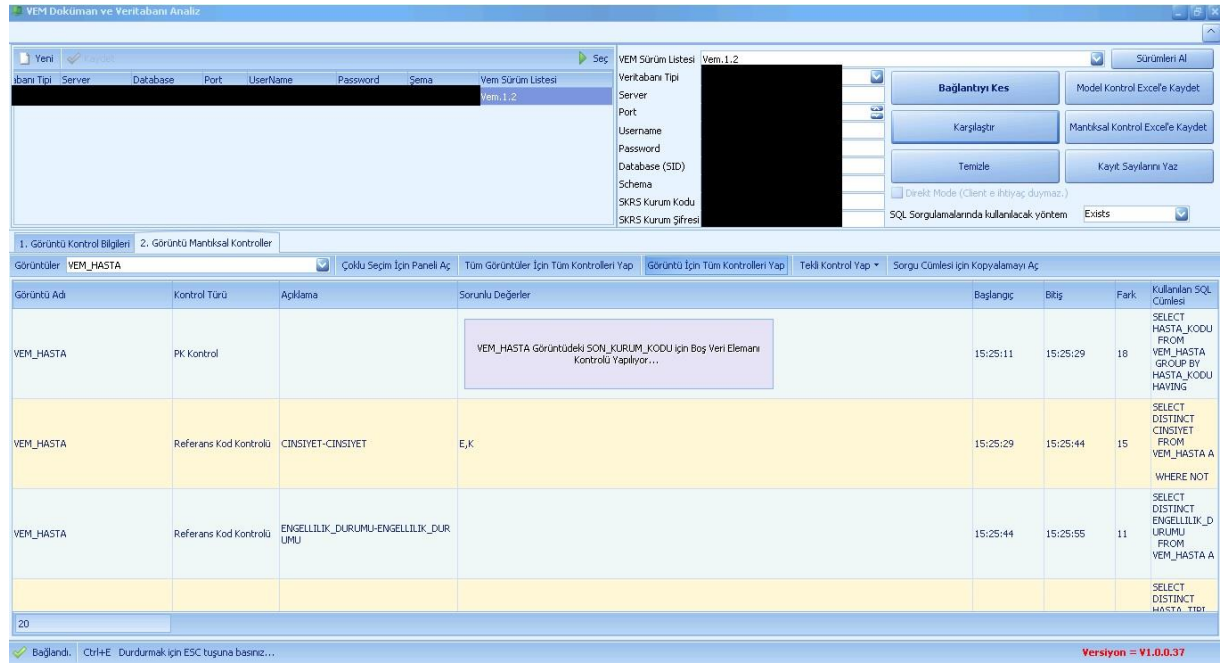 VEM Doküman ve Veritabanı Analiz
Yeni Kaydet Seç
abanı Tipi Server Database Port UserName Password Şema Vem Sürüm Listesi
Vem.1.2
VEM Sürüm Listesi Vem.1.2 Sürümleri Al
Veritabanı Tipi
Server
Port
Username
Password
Database (SID)
Schema
SKRS Kurum Kodu
SKRS Kurum Şifresi
Bağlantıyı Kes Model Kontrol Excel'e Kaydet
Karşılaştır Mantıksal Kontrol Excel'e Kaydet
Temizle Kayıt Sayılarını Yaz
Direkt Mode (Client e ihtiyaç duymaz.)
SQL Sorgulamalarında kullanılacak yöntem Exists
1. Görüntü Kontrol Bilgileri 2. Görüntü Mantıksal Kontroller
Görüntüler VEM_HASTA Çoklu Seçim İçin Paneli Aç Tüm Görüntüler İçin Tüm Kontrolleri Yap Görüntü İçin Tüm Kontrolleri Yap Tekli Kontrol Yap Sorgu Cümlesi için Kopyalamayı Aç
Görüntü Adı Kontrol Türü Açıklama Sorunlu Değerler Başlangıç Bitiş Fark Kullanılan SQL
Cümlesi
VEM_HASTA PK Kontrol 15:25:11 15:25:29 18
VEM_HASTA Görüntüdeki SON_KURUM_KODU için Boş Veri Elemanı
Kontrolü Yapılıyor...
SELECT
HASTA_KODU
FROM
VEM_HASTA
GROUP BY
HASTA_KODU
HAVING
VEM_HASTA Referans Kod Kontrolü CINSIYET-CINSIYET E,K 15:25:29 15:25:44 15
SELECT
DISTINCT
CINSIYET
FROM
VEM_HASTA A
WHERE NOT
VEM_HASTA Referans Kod Kontrolü ENGELLILIK_DURUMU-ENGELLILIK_DUR
UMU 15:25:44 15:25:55 11
SELECT
DISTINCT
ENGELLILIK_D
URUMU
FROM
VEM_HASTA A
SELECT
DISTINCT
HASTA_TIPI
20
Bağlandı. Ctrl+E Durdurmak için ESC tuşuna basınız... Versiyon = V1.0.0.37